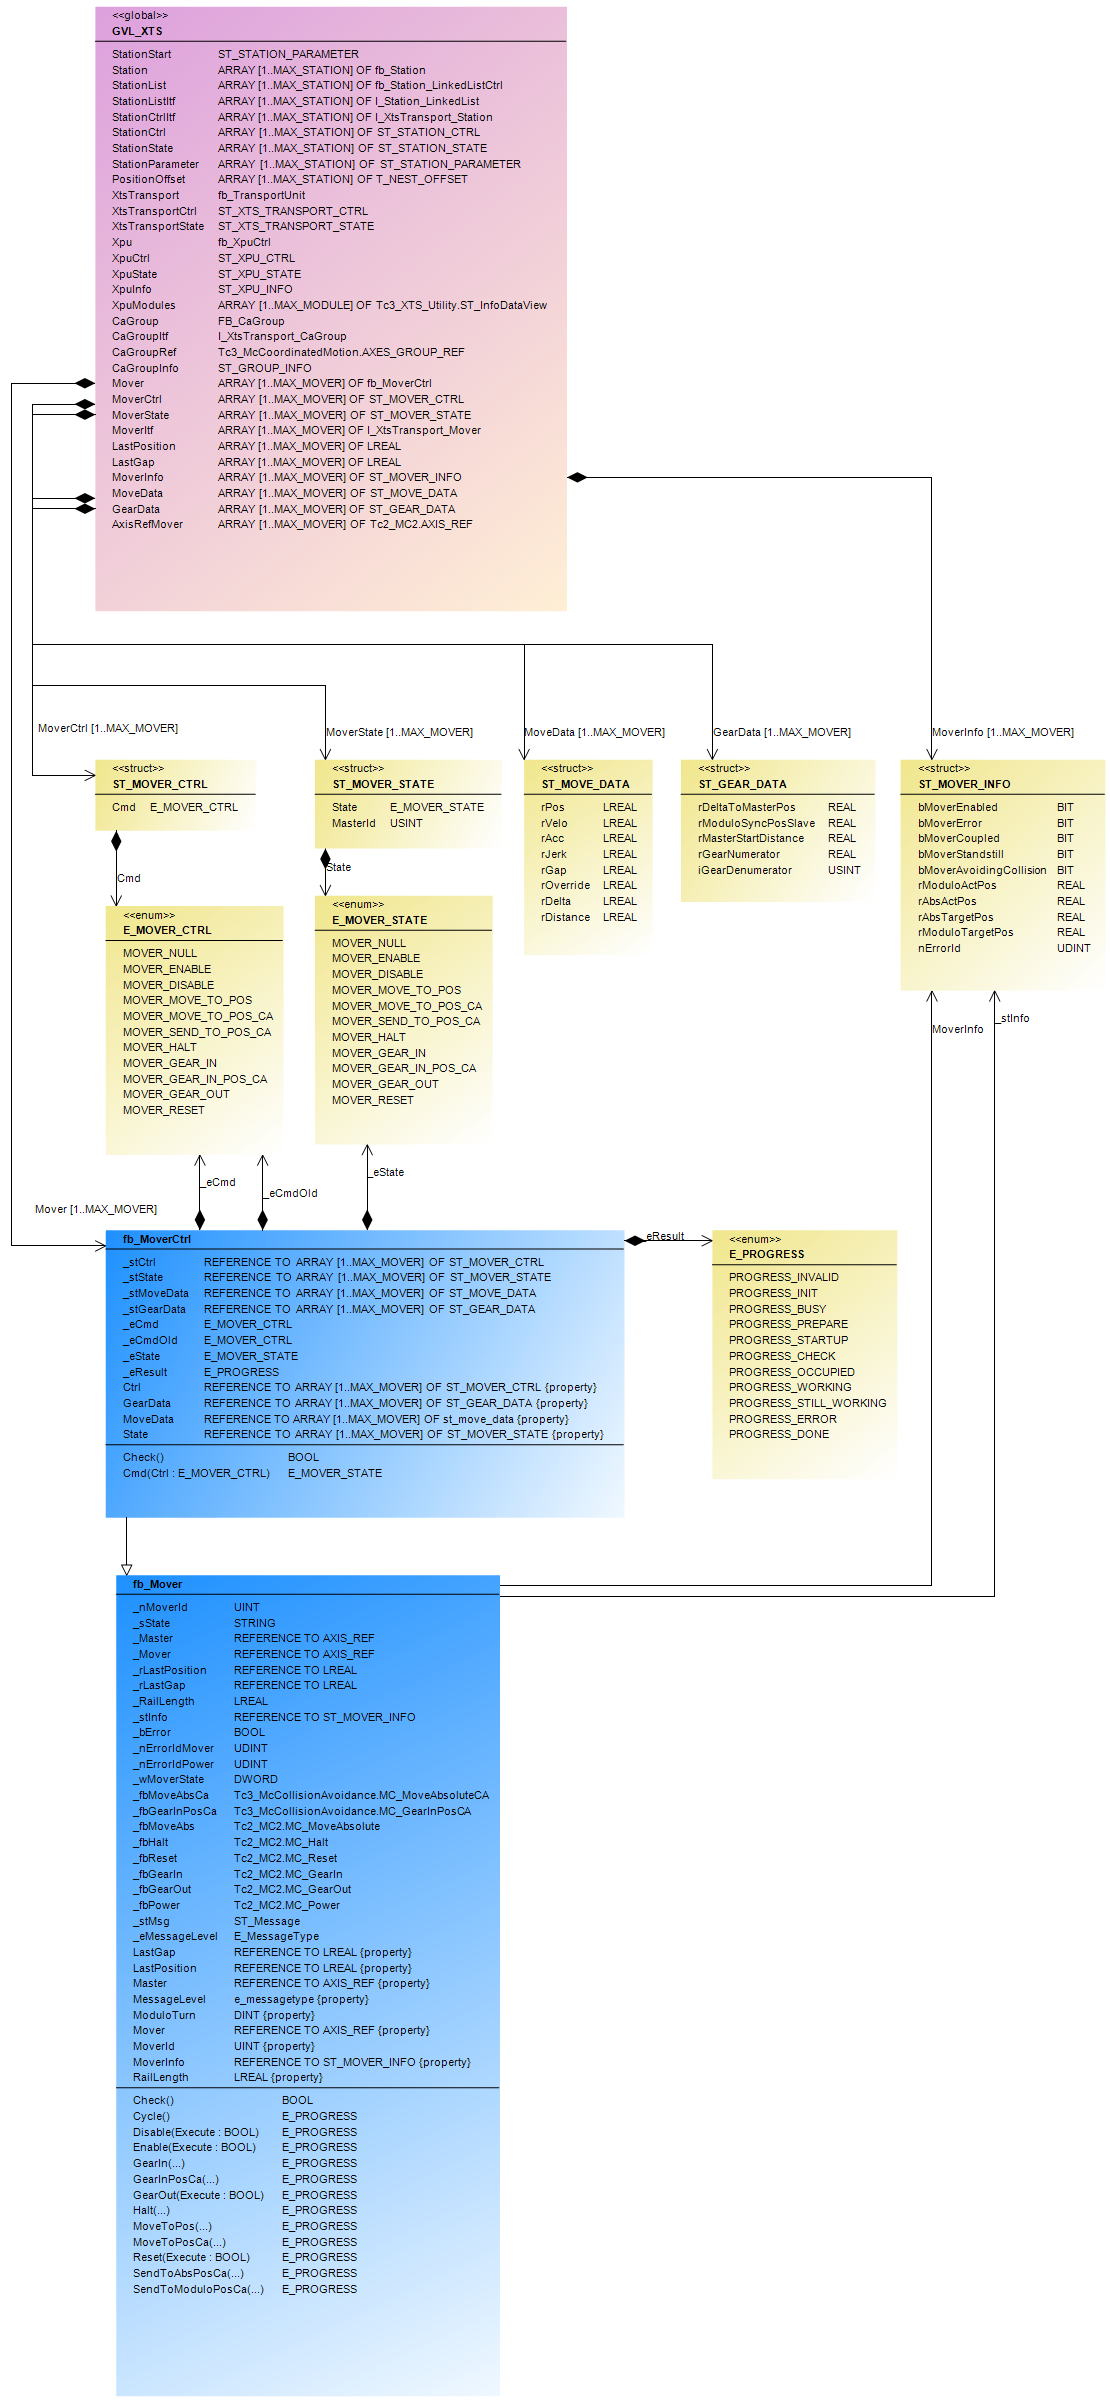 <<global>>
GVL_XTS
StationStart ST_STATION_PARAMETER
Station ARRAY [1..MAX_STATION] OF fb_Station
StationList ARRAY [1..MAX_STATION] OF fb_Station_LinkedListCtrl
StationListItf ARRAY [1..MAX_STATION] OF I_Station_LinkedList
StationCtrlItf ARRAY [1..MAX_STATION] OF I_XtsTransport_Station
StationCtrl ARRAY [1..MAX_STATION] OF ST_STATION_CTRL
StationState ARRAY [1..MAX_STATION] OF ST_STATION_STATE
StationParameter ARRAY [1..MAX_STATION] OF ST_STATION_PARAMETER
PositionOffset ARRAY [1..MAX_STATION] OF T_NEST_OFFSET
XtsTransport fb_TransportUnit
XtsTransportCtrl ST_XTS_TRANSPORT_CTRL
XtsTransportState ST_XTS_TRANSPORT_STATE
Xpu fb_XpuCtrl
XpuCtrl ST_XPU_CTRL
XpuState ST_XPU_STATE
XpuInfo ST_XPU_INFO
XpuModules ARRAY [1..MAX_MODULE] OF Tc3_XTS_Utility.ST_InfoDataView
CaGroup FB_CaGroup
CaGroupItf I_XtsTransport_CaGroup
CaGroupRef Tc3_McCoordinatedMotion.AXES_GROUP_REF
CaGroupInfo ST_GROUP_INFO
Mover ARRAY [1..MAX_MOVER] OF fb_MoverCtrl
MoverCtrl ARRAY [1..MAX_MOVER] OF ST_MOVER_CTRL
MoverState ARRAY [1..MAX_MOVER] OF ST_MOVER_STATE
MoverItf ARRAY [1..MAX_MOVER] OF I_XtsTransport_Mover
LastPosition ARRAY [1..MAX_MOVER] OF LREAL
LastGap ARRAY [1..MAX_MOVER] OF LREAL
MoverInfo ARRAY [1..MAX_MOVER] OF ST_MOVER_INFO
MoveData ARRAY [1..MAX_MOVER] OF ST_MOVE_DATA
GearData ARRAY [1..MAX_MOVER] OF ST_GEAR_DATA
AxisRefMover ARRAY [1..MAX_MOVER] OF Tc2_MC2.AXIS_REF
MoverCtrl [1..MAX_MOVER]
MoverState [1..MAX_MOVER]
MoveData [1..MAX_MOVER]
GearData [1..MAX_MOVER]
MoverInfo [1..MAX_MOVER]
<<struct>>
ST_MOVER_CTRL
Cmd E_MOVER_CTRL
<<struct>>
ST_MOVER_STATE
State E_MOVER_STATE
MasterId USINT
<<struct>>
ST_MOVE_DATA
rPos LREAL
rVelo LREAL
rAcc LREAL
rJerk LREAL
rGap LREAL
rOverride LREAL
rDelta LREAL
rDistance LREAL
<<struct>>
ST_GEAR_DATA
rDeltaToMasterPos REAL
rModuloSyncPosSlave REAL
rMasterStartDistance REAL
rGearNumerator REAL
iGearDenumerator USINT
<<struct>>
ST_MOVER_INFO
bMoverEnabled BIT
bMoverError BIT
bMoverCoupled BIT
bMoverStandstill BIT
bMoverAvoidingCollision BIT
rModuloActPos REAL
rAbsActPos REAL
rAbsTargetPos REAL
rModuloTargetPos REAL
nErrorId UDINT
Cmd
State
<<enum>>
E_MOVER_CTRL
MOVER_NULL
MOVER_ENABLE
MOVER_DISABLE
MOVER_MOVE_TO_POS
MOVER_MOVE_TO_POS_CA
MOVER_SEND_TO_POS_CA
MOVER_HALT
MOVER_GEAR_IN
MOVER_GEAR_IN_POS_CA
MOVER_GEAR_OUT
MOVER_RESET
<<enum>>
E_MOVER_STATE
MOVER_NULL
MOVER_ENABLE
MOVER_DISABLE
MOVER_MOVE_TO_POS
MOVER_MOVE_TO_POS_CA
MOVER_SEND_TO_POS_CA
MOVER_HALT
MOVER_GEAR_IN
MOVER_GEAR_IN_POS_CA
MOVER_GEAR_OUT
MOVER_RESET
MoverInfo
_stInfo
_eCmd
_eCmdOld
_eState
Mover [1..MAX_MOVER]
_eResult
fb_MoverCtrl
_stCtrl REFERENCE TO ARRAY [1..MAX_MOVER] OF ST_MOVER_CTRL
_stState REFERENCE TO ARRAY [1..MAX_MOVER] OF ST_MOVER_STATE
_stMoveData REFERENCE TO ARRAY [1..MAX_MOVER] OF ST_MOVE_DATA
_stGearData REFERENCE TO ARRAY [1..MAX_MOVER] OF ST_GEAR_DATA
_eCmd E_MOVER_CTRL
_eCmdOld E_MOVER_CTRL
_eState E_MOVER_STATE
_eResult E_PROGRESS
Ctrl REFERENCE TO ARRAY [1..MAX_MOVER] OF ST_MOVER_CTRL {property}
GearData REFERENCE TO ARRAY [1..MAX_MOVER] OF ST_GEAR_DATA {property}
MoveData REFERENCE TO ARRAY [1..MAX_MOVER] OF st_move_data {property}
State REFERENCE TO ARRAY [1..MAX_MOVER] OF ST_MOVER_STATE {property}
Check() BOOL
Cmd(Ctrl : E_MOVER_CTRL) E_MOVER_STATE
<<enum>>
E_PROGRESS
PROGRESS_INVALID
PROGRESS_INIT
PROGRESS_BUSY
PROGRESS_PREPARE
PROGRESS_STARTUP
PROGRESS_CHECK
PROGRESS_OCCUPIED
PROGRESS_WORKING
PROGRESS_STILL_WORKING
PROGRESS_ERROR
PROGRESS_DONE
fb_Mover
_nMoverId UINT
_sState STRING
_Master REFERENCE TO AXIS_REF
_Mover REFERENCE TO AXIS_REF
_rLastPosition REFERENCE TO LREAL
_rLastGap REFERENCE TO LREAL
_RailLength LREAL
_stInfo REFERENCE TO ST_MOVER_INFO
_bError BOOL
_nErrorIdMover UDINT
_nErrorIdPower UDINT
_wMoverState DWORD
_fbMoveAbsCa Tc3_McCollisionAvoidance.MC_MoveAbsoluteCA
_fbGearInPosCa Tc3_McCollisionAvoidance.MC_GearInPosCA
_fbMoveAbs Tc2_MC2.MC_MoveAbsolute
_fbHalt Tc2_MC2.MC_Halt
_fbReset Tc2_MC2.MC_Reset
_fbGearIn Tc2_MC2.MC_GearIn
_fbGearOut Tc2_MC2.MC_GearOut
_fbPower Tc2_MC2.MC_Power
_stMsg ST_Message
_eMessageLevel E_MessageType
LastGap REFERENCE TO LREAL {property}
LastPosition REFERENCE TO LREAL {property}
Master REFERENCE TO AXIS_REF {property}
MessageLevel e_messagetype {property}
ModuloTurn DINT {property}
Mover REFERENCE TO AXIS_REF {property}
MoverId UINT {property}
MoverInfo REFERENCE TO ST_MOVER_INFO {property}
RailLength LREAL {property}
Check() BOOL
Cycle() E_PROGRESS
Disable(Execute : BOOL) E_PROGRESS
Enable(Execute : BOOL) E_PROGRESS
GearIn(...) E_PROGRESS
GearInPosCa(...) E_PROGRESS
GearOut(Execute : BOOL) E_PROGRESS
Halt(...) E_PROGRESS
MoveToPos(...) E_PROGRESS
MoveToPosCa(...) E_PROGRESS
Reset(Execute : BOOL) E_PROGRESS
SendToAbsPosCa(...) E_PROGRESS
SendToModuloPosCa(...) E_PROGRESS